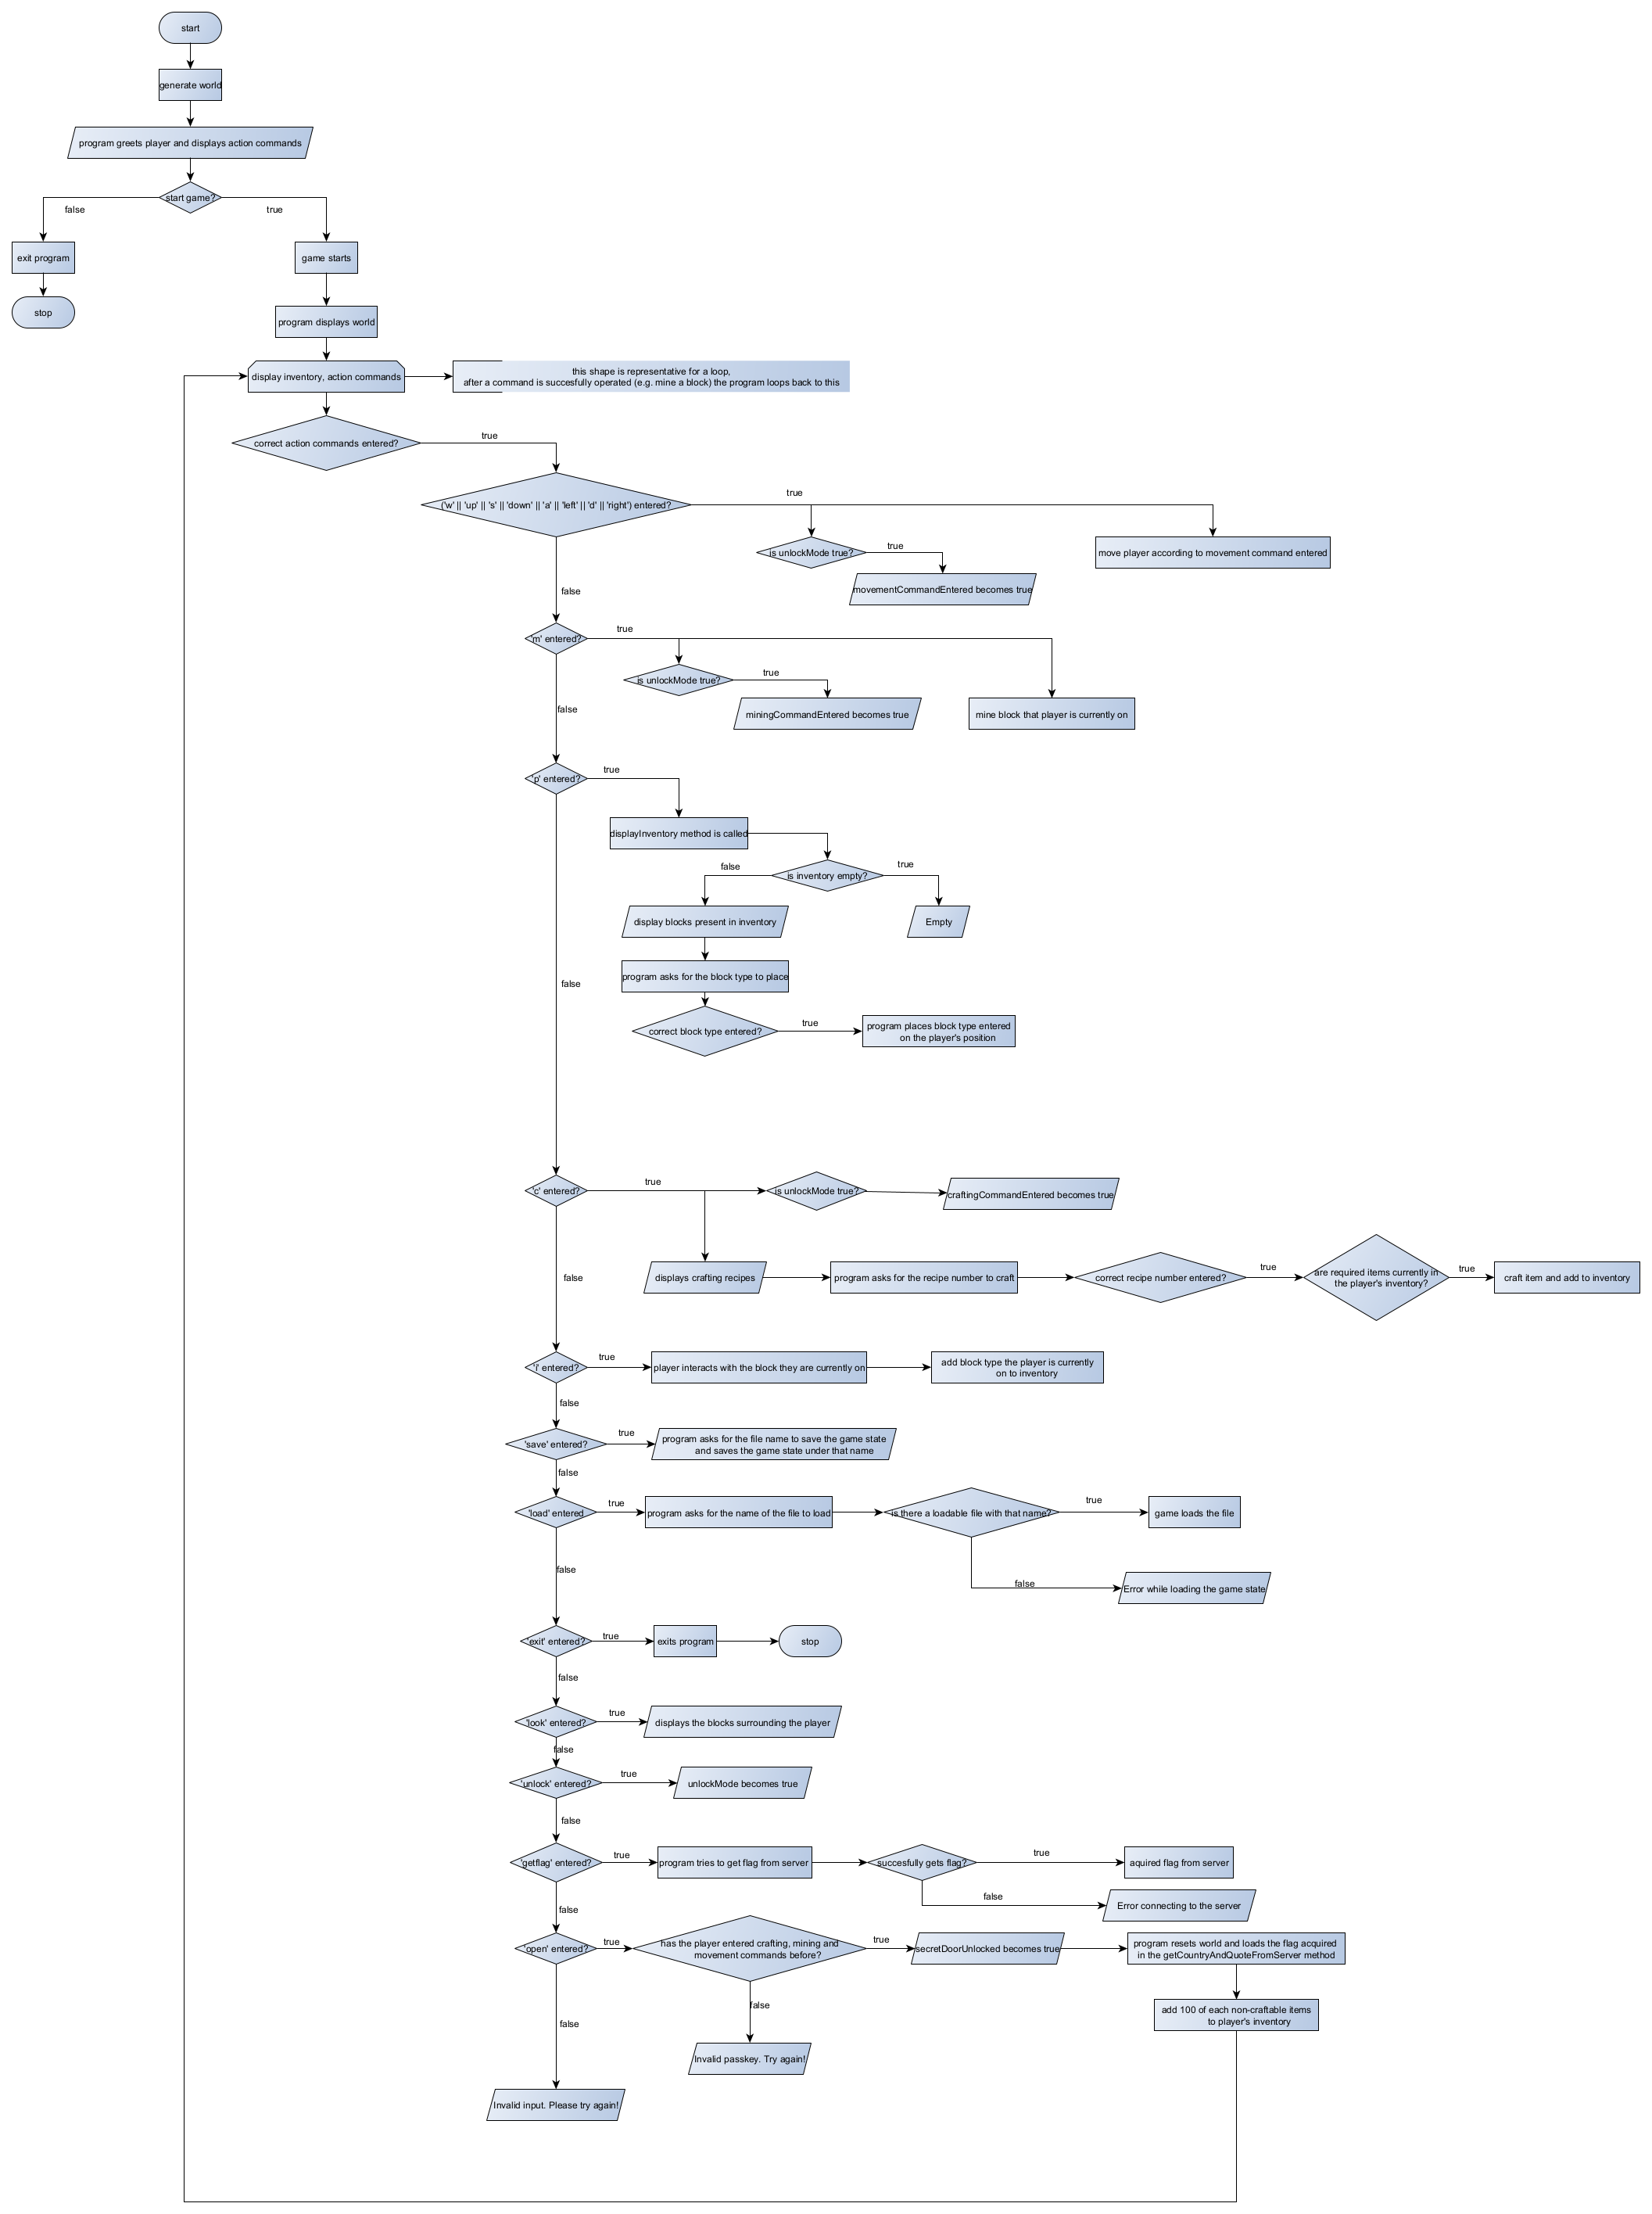 start
generate world
program greets player and displays action commands
start game?
false
true
exit program
game starts
stop
program displays world
display inventory, action commands
this shape is representative for a loop,
after a command is succesfully operated (e.g. mine a block) the program loops back to this
correct action commands entered?
true
('w' || 'up' || 's' || 'down' || 'a' || 'left' || 'd' || 'right') entered?
true
is unlockMode true?
true
move player according to movement command entered
movementCommandEntered becomes true
false
'm' entered?
true
is unlockMode true?
true
miningCommandEntered becomes true
mine block that player is currently on
false
'p' entered?
true
displayInventory method is called
is inventory empty?
false
true
display blocks present in inventory
Empty
program asks for the block type to place
false
correct block type entered?
true
program places block type entered
on the player's position
'c' entered?
true
is unlockMode true?
craftingCommandEntered becomes true
false
displays crafting recipes
program asks for the recipe number to craft
correct recipe number entered?
true
are required items currently in
the player's inventory?
true
craft item and add to inventory
'i' entered?
true
player interacts with the block they are currently on
add block type the player is currently
on to inventory
false
'save' entered?
true
program asks for the file name to save the game state
and saves the game state under that name
false
'load' entered
true
program asks for the name of the file to load
is there a loadable file with that name?
true
game loads the file
false
false
Error while loading the game state
'exit' entered?
true
exits program
stop
false
'look' entered?
true
displays the blocks surrounding the player
false
'unlock' entered?
true
unlockMode becomes true
false
'getflag' entered?
true
program tries to get flag from server
succesfully gets flag?
true
aquired flag from server
false
false
Error connecting to the server
'open' entered?
true
has the player entered crafting, mining and
movement commands before?
true
secretDoorUnlocked becomes true
program resets world and loads the flag acquired
in the getCountryAndQuoteFromServer method
false
false
add 100 of each non-craftable items
to player's inventory
Invalid passkey. Try again!
Invalid input. Please try again!